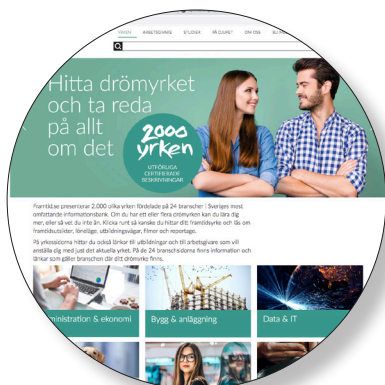 YRKEN ARBETSGIVARE STUDIER PÅ DJUPET OM OSS
Hitta drömyrket
och ta reda
på allt
om det
2000
yrken
UTFÖRLIGA
CERTIFIERADE
BESKRIVNINGAR
Framtid.se presenterar 2.000 olika yrken fördelade på 24 branscher i Sveriges mest
omfattande informationsbank. Om du har ett eller flera drömyrken kan du lära dig
mer, eller så vet du inte än. Klicka runt så kanske du hittar ditt framtidsyrke och läs om
framtidsutsikter, löneläge, utbildningsvägar, filmer och reportage.
På yrkessidorna hittar du också länkar till utbildningar och till arbetsgivare som vill
anställa dig med just det aktuella yrket. På de 24 branschsidorna finns information och
länkar som gäller branschen där ditt drömyrke finns.
ministration & ekonomi Bygg & anläggning Data & IT